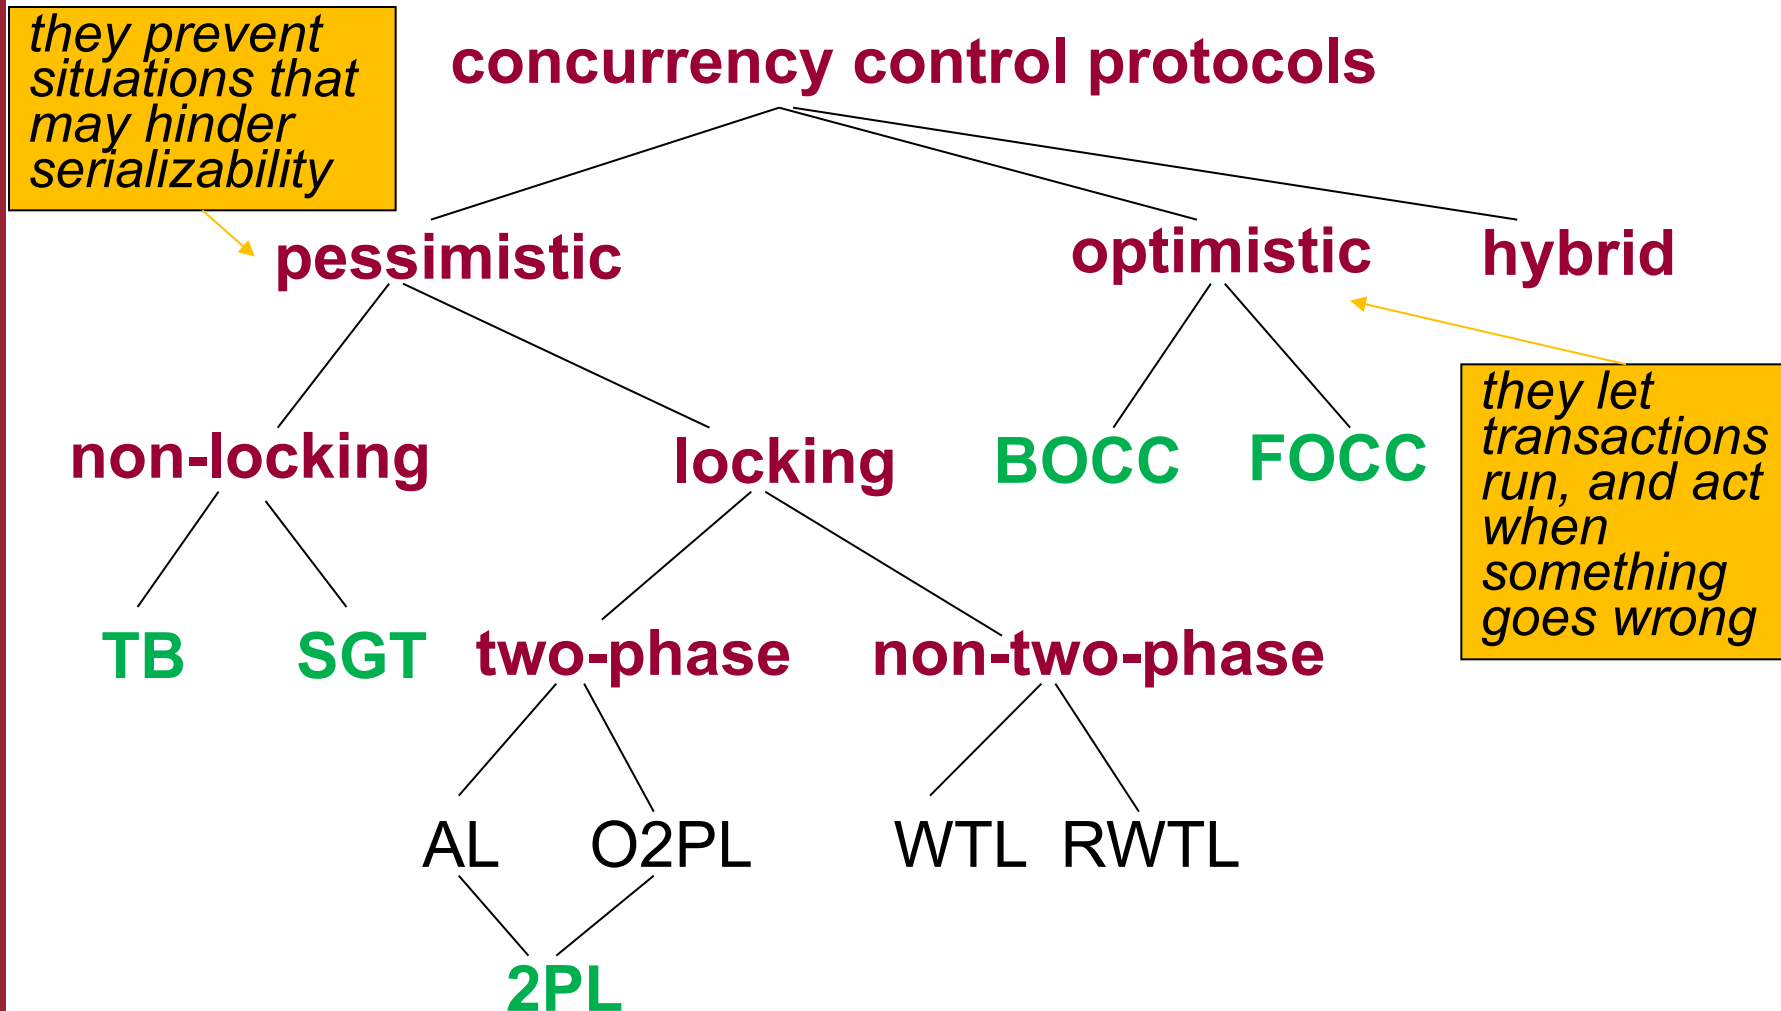 they prevent
situations that
may hinder
serializability
concurrency control protocols
pessimistic
optimistic
hybrid
they let
transactions
run, and act
when
something
goes wrong
non-locking
locking
BOCC
FOCC
TB
SGT
two-phase
non-two-phase
AL
O2PL
WTL
RWTL
2PL